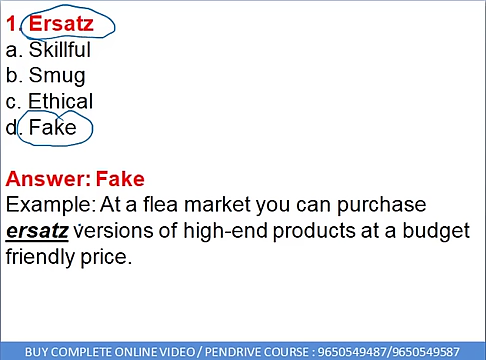 1. Ersatz
a. Skillful
b. Smug
c. Ethical
d. Fake
Answer: Fake
Example: At a flea market you can purchase
ersatz versions of high-end products at a budget
friendly price.
BUY COMPLETE ONLINE VIDEO / PENDRIVE COURSE : 9650549487/9650549587